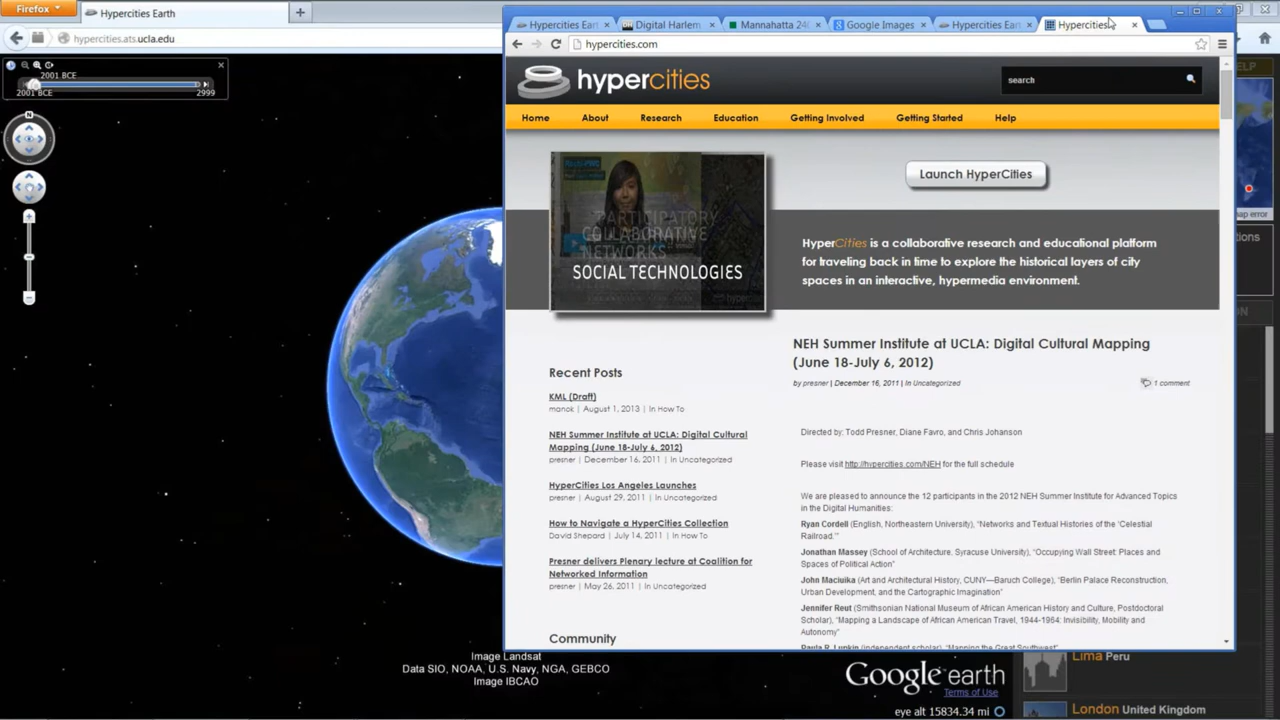 Firefox
Hypercities Earth
hypercities.ats.ucla.edu
2001 BCE
2001 BCE
2999
N
Hypercities Ear
Digital Harlem
Mannahatta 24
Google Images
Hypercities Ear
Hypercities
hypercities.com
hypercities
search
Home
About
Research
Education
Getting Involved
Getting Started
Help
PARTICIPATORY
COLLABORATIVE
NETWORKS
SOCIAL TECHNOLOGIES
Launch HyperCities
HyperCities is a collaborative research and educational platform
for traveling back in time to explore the historical layers of city
spaces in an interactive, hypermedia environment.
Recent Posts
KML (Draft)
manok | August 1, 2013 | In How To
NEH Summer Institute at UCLA: Digital Cultural
Mapping (June 18-July 6, 2012)
presner | December 16, 2011 | In Uncategorized
HyperCities Los Angeles Launches
presner | August 29, 2011 | In Uncategorized
How to Navigate a HyperCities Collection
David Shepard | July 14, 2011 | In How To
Presner delivers Plenary lecture at Coalition for
Networked Information
presner | May 26, 2011 | In Uncategorized
Community
NEH Summer Institute at UCLA: Digital Cultural Mapping
(June 18-July 6, 2012)
by presner | December 16, 2011 | In Uncategorized
1 comment
Directed by: Todd Presner, Diane Favro, and Chris Johanson
Please visit http://hypercities.com/NEH for the full schedule
We are pleased to announce the 12 participants in the 2012 NEH Summer Institute for Advanced Topics
in the Digital Humanities:
Ryan Cordell (English, Northeastern University), “Networks and Textual Histories of the ‘Celestial
Railroad.’”
Jonathan Massey (School of Architecture, Syracuse University), “Occupying Wall Street: Places and
Spaces of Political Action”
John Maciuika (Art and Architectural History, CUNY—Baruch College), “Berlin Palace Reconstruction,
Urban Development, and the Cartographic Imagination”
Jennifer Reut (Smithsonian National Museum of African American History and Culture, Postdoctoral
Scholar), “Mapping a Landscape of African American Travel, 1944-1964: Invisibility, Mobility and
Autonomy”
Paula R. Lupkin (independent scholar), “Mapping the Great Southwest”
HELP
ap error
tions
Image Landsat
Data SIO, NOAA, U.S. Navy, NGA, GEBCO
Image IBCAO
Google earth
Terms of Use
eye alt 15834.34 mi
Lima Peru
London United Kingdom